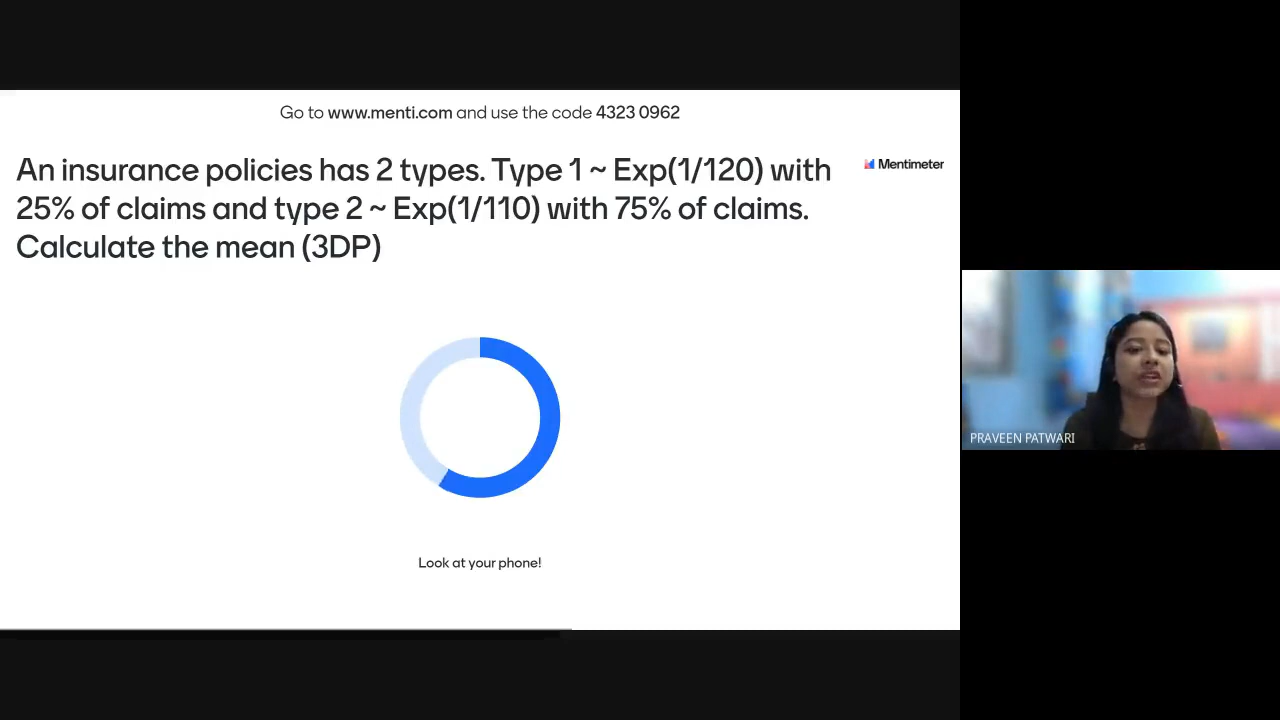 Go to www.menti.com and use the code 4323 0962
Mentimeter
An insurance policies has 2 types. Type 1 ~ Exp(1/120) with
25% of claims and type 2 ~ Exp(1/110) with 75% of claims.
Calculate the mean (3DP)
Look at your phone!
PRAVEEN PATWARI